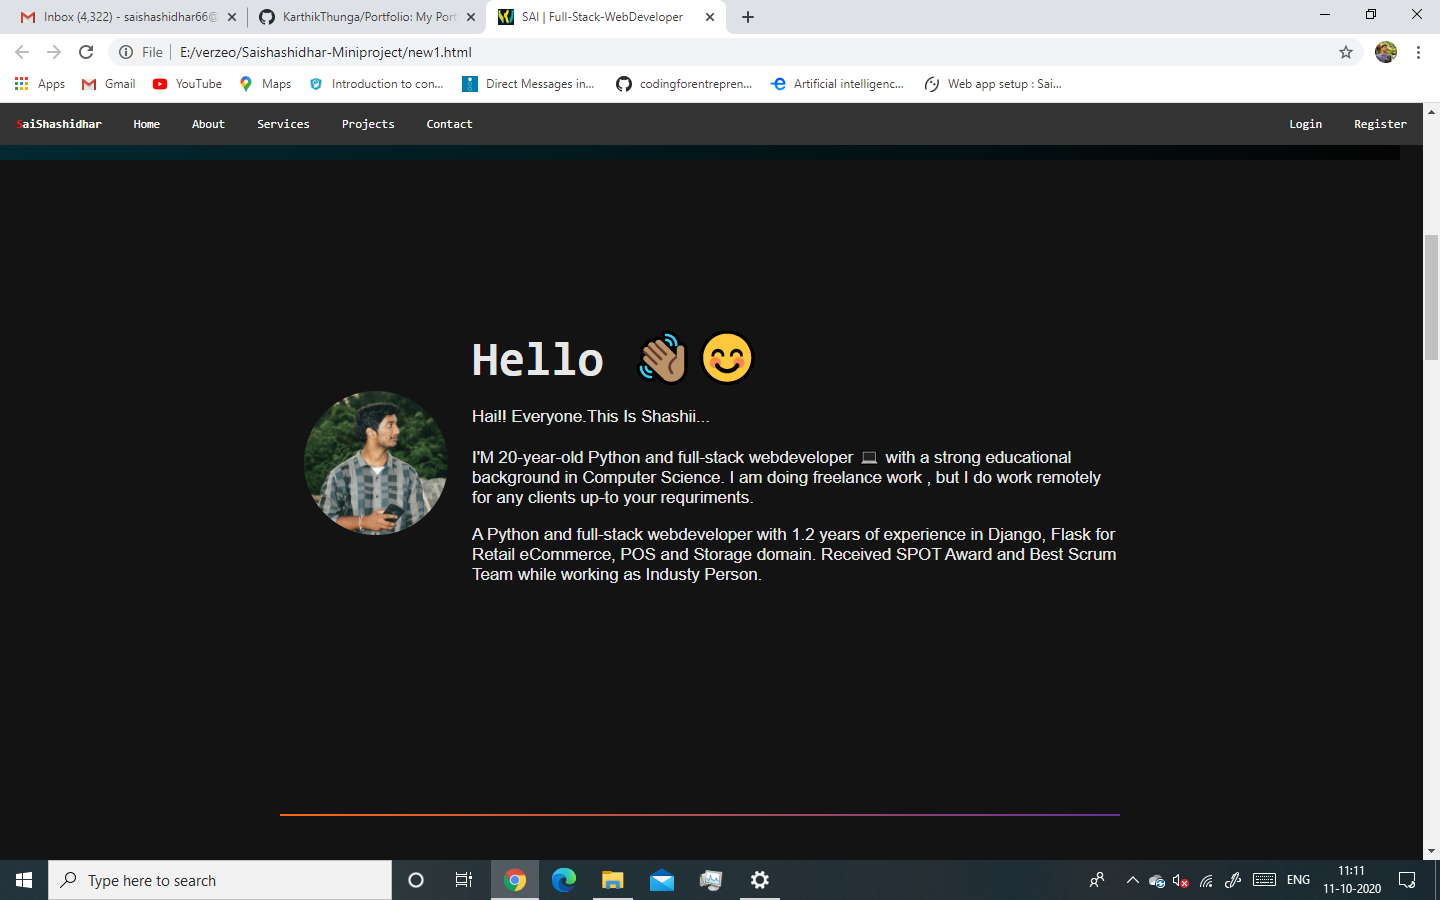 Inbox (4,322) - saishashidhar66@
KarthikThunga/Portfolio: My Port
SAI | Full-Stack-WebDeveloper
File
E:/verzeo/Saishashidhar-Miniproject/new1.html
Apps
Gmail
YouTube
Maps
Introduction to con...
Direct Messages in...
codingforentrepren...
Artificial intelligenc...
Web app setup : Sai...
SaiShashidhar
Home
About
Services
Projects
Contact
Login
Register
Hello 👋🏽😊
Hai!! Everyone.This Is Shashii...
I'M 20-year-old Python and full-stack webdeveloper 💻 with a strong educational
background in Computer Science. I am doing freelance work , but I do work remotely
for any clients up-to your requriments.
A Python and full-stack webdeveloper with 1.2 years of experience in Django, Flask for
Retail eCommerce, POS and Storage domain. Received SPOT Award and Best Scrum
Team while working as Industy Person.
Type here to search
ENG
11:11
11-10-2020